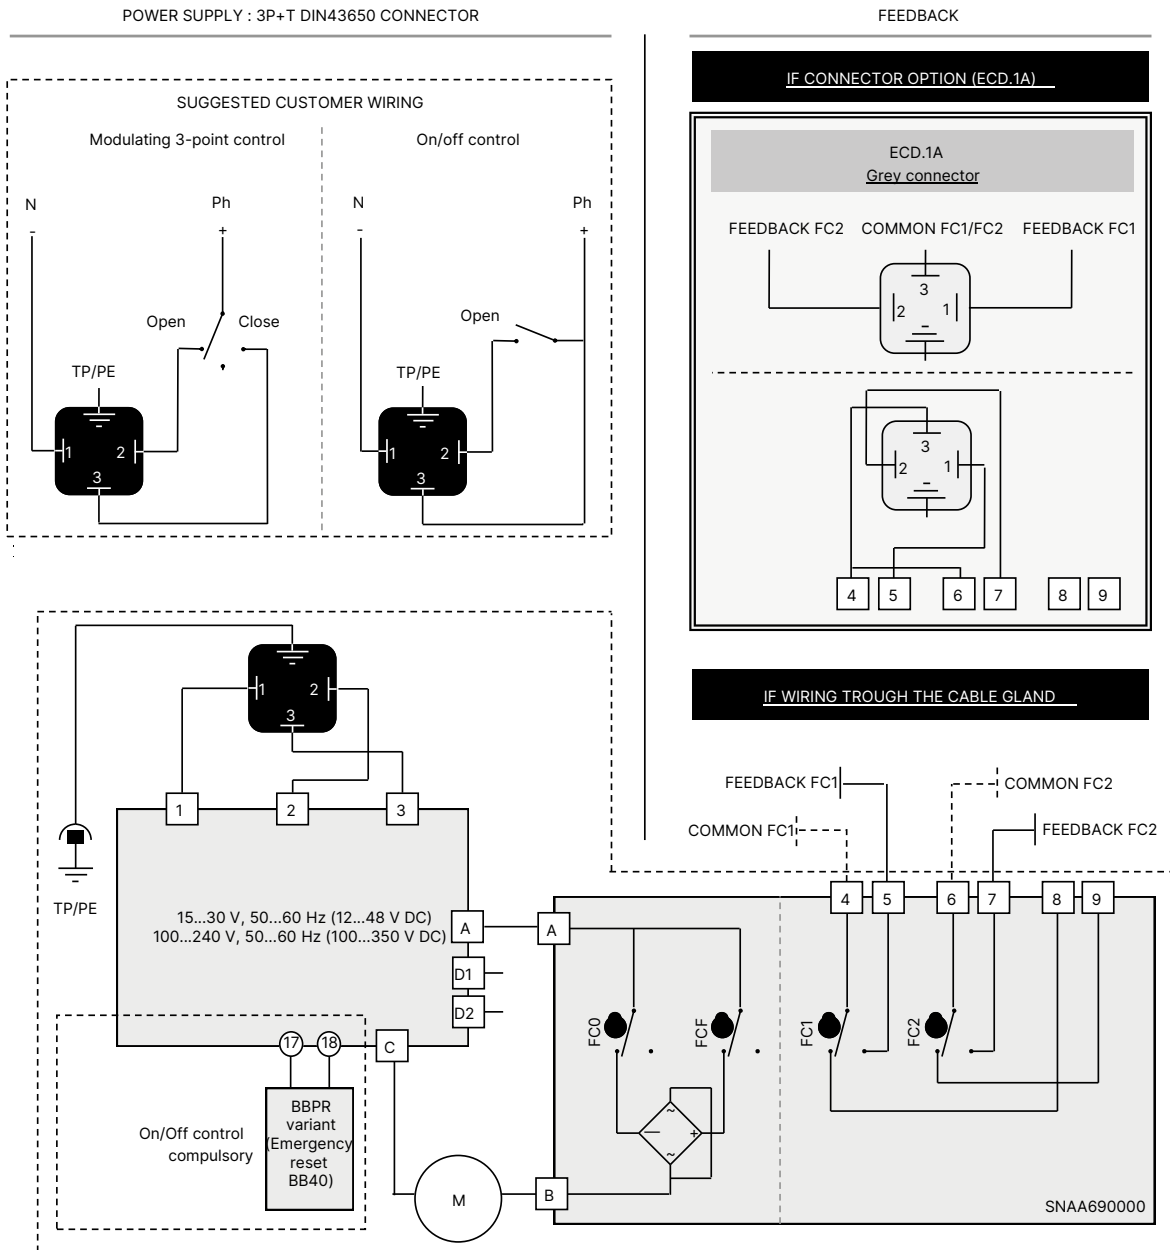 POWER SUPPLY : 3P+T DIN43650 CONNECTOR
SUGGESTED CUSTOMER WIRING
Modulating 3-point control
On/off control
N
Ph
N
Ph
-
+
-
+
Open
Close
Open
TP/PE
TP/PE
1
2
3
1
2
3
FEEDBACK
IF CONNECTOR OPTION (ECD.1A)
ECD.1A
Grey connector
FEEDBACK FC2
COMMON FC1/FC2
FEEDBACK FC1
3
2
1
3
2
1
4
5
6
7
8
9
IF WIRING TROUGH THE CABLE GLAND
FEEDBACK FC1
COMMON FC2
COMMON FC1
FEEDBACK FC2
1
2
3
1
2
3
TP/PE
15...30 V, 50...60 Hz (12...48 V DC)
100...240 V, 50...60 Hz (100...350 V DC)
A
D1
D2
17
18
C
On/Off control
compulsory
BBPR
variant
(Emergency
reset
BB40)
M
A
B
4
5
6
7
8
9
FC0
FCF
FC1
FC2
~
+
—
~
SNAA690000